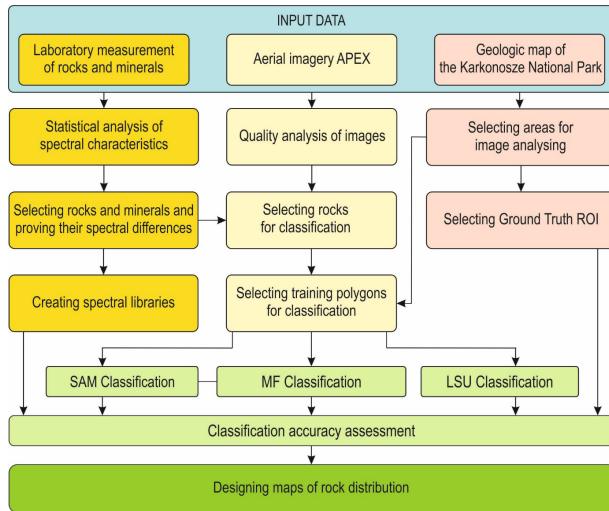 INPUT DATA
Laboratory measurement
of rocks and minerals
Aerial imagery APEX
Geologic map of
the Karkonosze National Park
Statistical analysis of
spectral characteristics
Quality analysis of images
Selecting areas for
image analysing
Selecting rocks and minerals and
proving their spectral differences
Selecting rocks
for classification
Selecting Ground Truth ROI
Creating spectral libraries
Selecting training polygons
for classification
SAM Classification
MF Classification
LSU Classification
Classification accuracy assessment
Designing maps of rock distribution